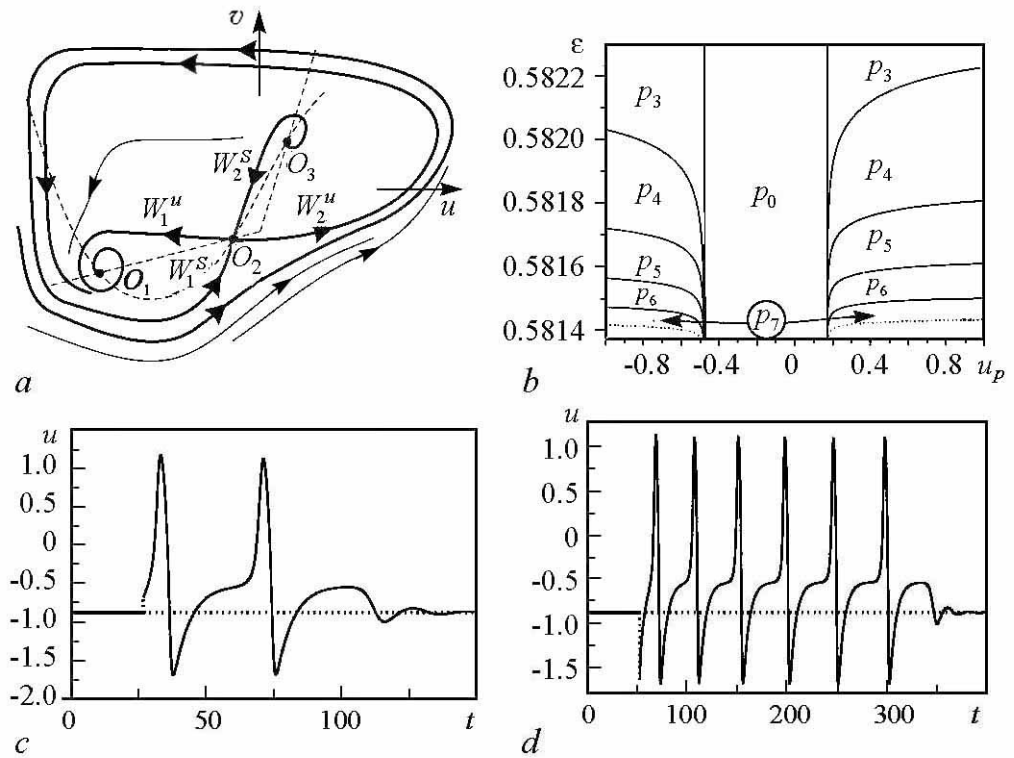 v
W₂ˢ
O₃
W₁ᵘ
W₂ᵘ
u
O₁
W₁ˢ
O₂
a
ε
0.5822
0.5820
0.5818
0.5816
0.5814
p₃
p₃
p₄
p₀
p₄
p₅
p₅
p₆
p₆
p₇
-0.8 -0.4 0 0.4 0.8 uₚ
b
u
1.0
0.5
0
-0.5
-1.0
-1.5
-2.0
0 50 100 t
c
u
1.0
0.5
0
-0.5
-1.0
-1.5
0 100 200 300 t
d